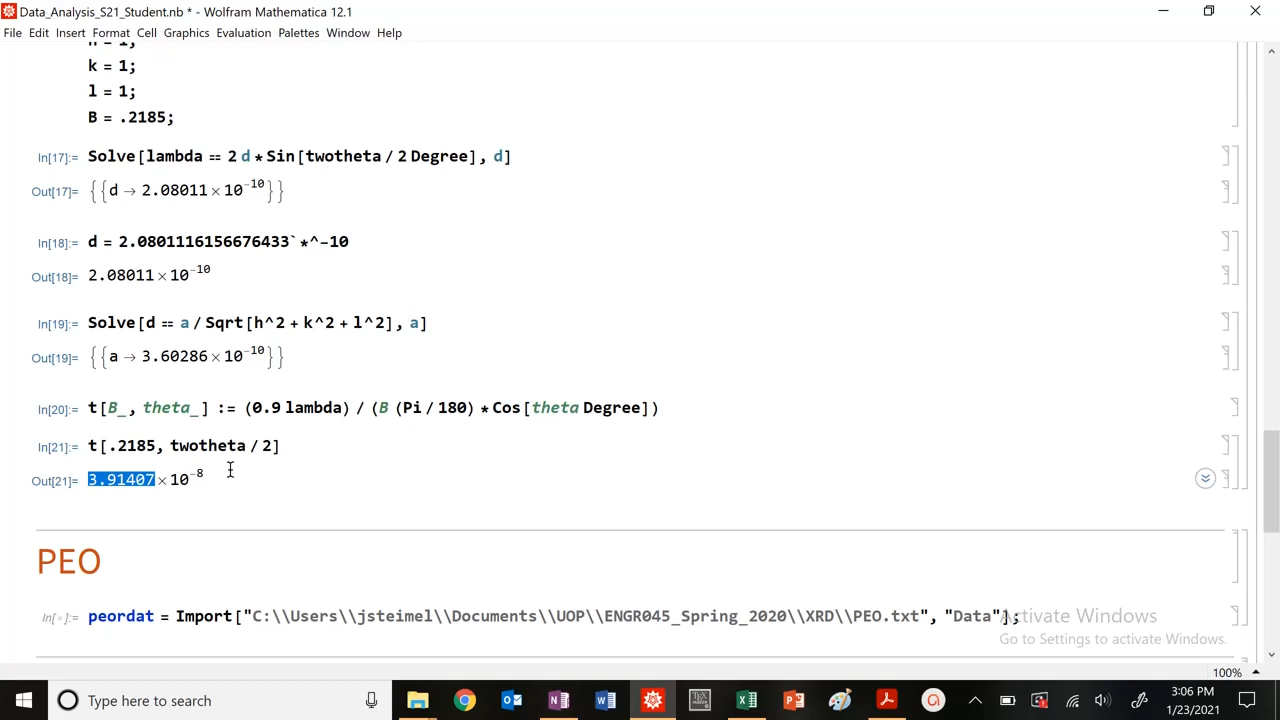 Data_Analysis_S21_Student.nb * - Wolfram Mathematica 12.1
File Edit Insert Format Cell Graphics Evaluation Palettes Window Help
k = 1;
l = 1;
B = .2185;
In[17]:= Solve[lambda == 2 d * Sin[twotheta / 2 Degree], d]
Out[17]= {{d → 2.08011 × 10^-10}}
In[18]:= d = 2.0801116156676433`*^-10
Out[18]= 2.08011 × 10^-10
In[19]:= Solve[d == a / Sqrt[h^2 + k^2 + l^2], a]
Out[19]= {{a → 3.60286 × 10^-10}}
In[20]:= t[B_, theta_] := (0.9 lambda) / (B (Pi / 180) * Cos[theta Degree])
In[21]:= t[.2185, twotheta / 2]
Out[21]= 3.91407 × 10^-8
PEO
In[ ]:= peordat = Import["C:\\Users\\jsteimel\\Documents\\UOP\\ENGR045_Spring_2020\\XRD\\PEO.txt", "Data"];
Activate Windows
Go to Settings to activate Windows.
100%
Type here to search
3:06 PM
1/23/2021